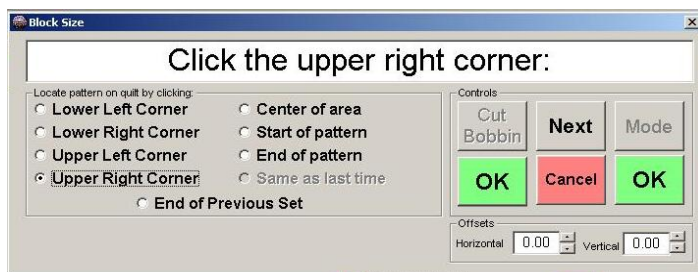 Block Size
Click the upper right corner:
Locate pattern on quilt by clicking:
Lower Left Corner
Center of area
Lower Right Corner
Start of pattern
Upper Left Corner
End of pattern
Upper Right Corner
Same as last time
End of Previous Set
Controls
Cut
Bobbin
Next
Mode
OK
Cancel
OK
Offsets
Horizontal 0.00 Vertical 0.00